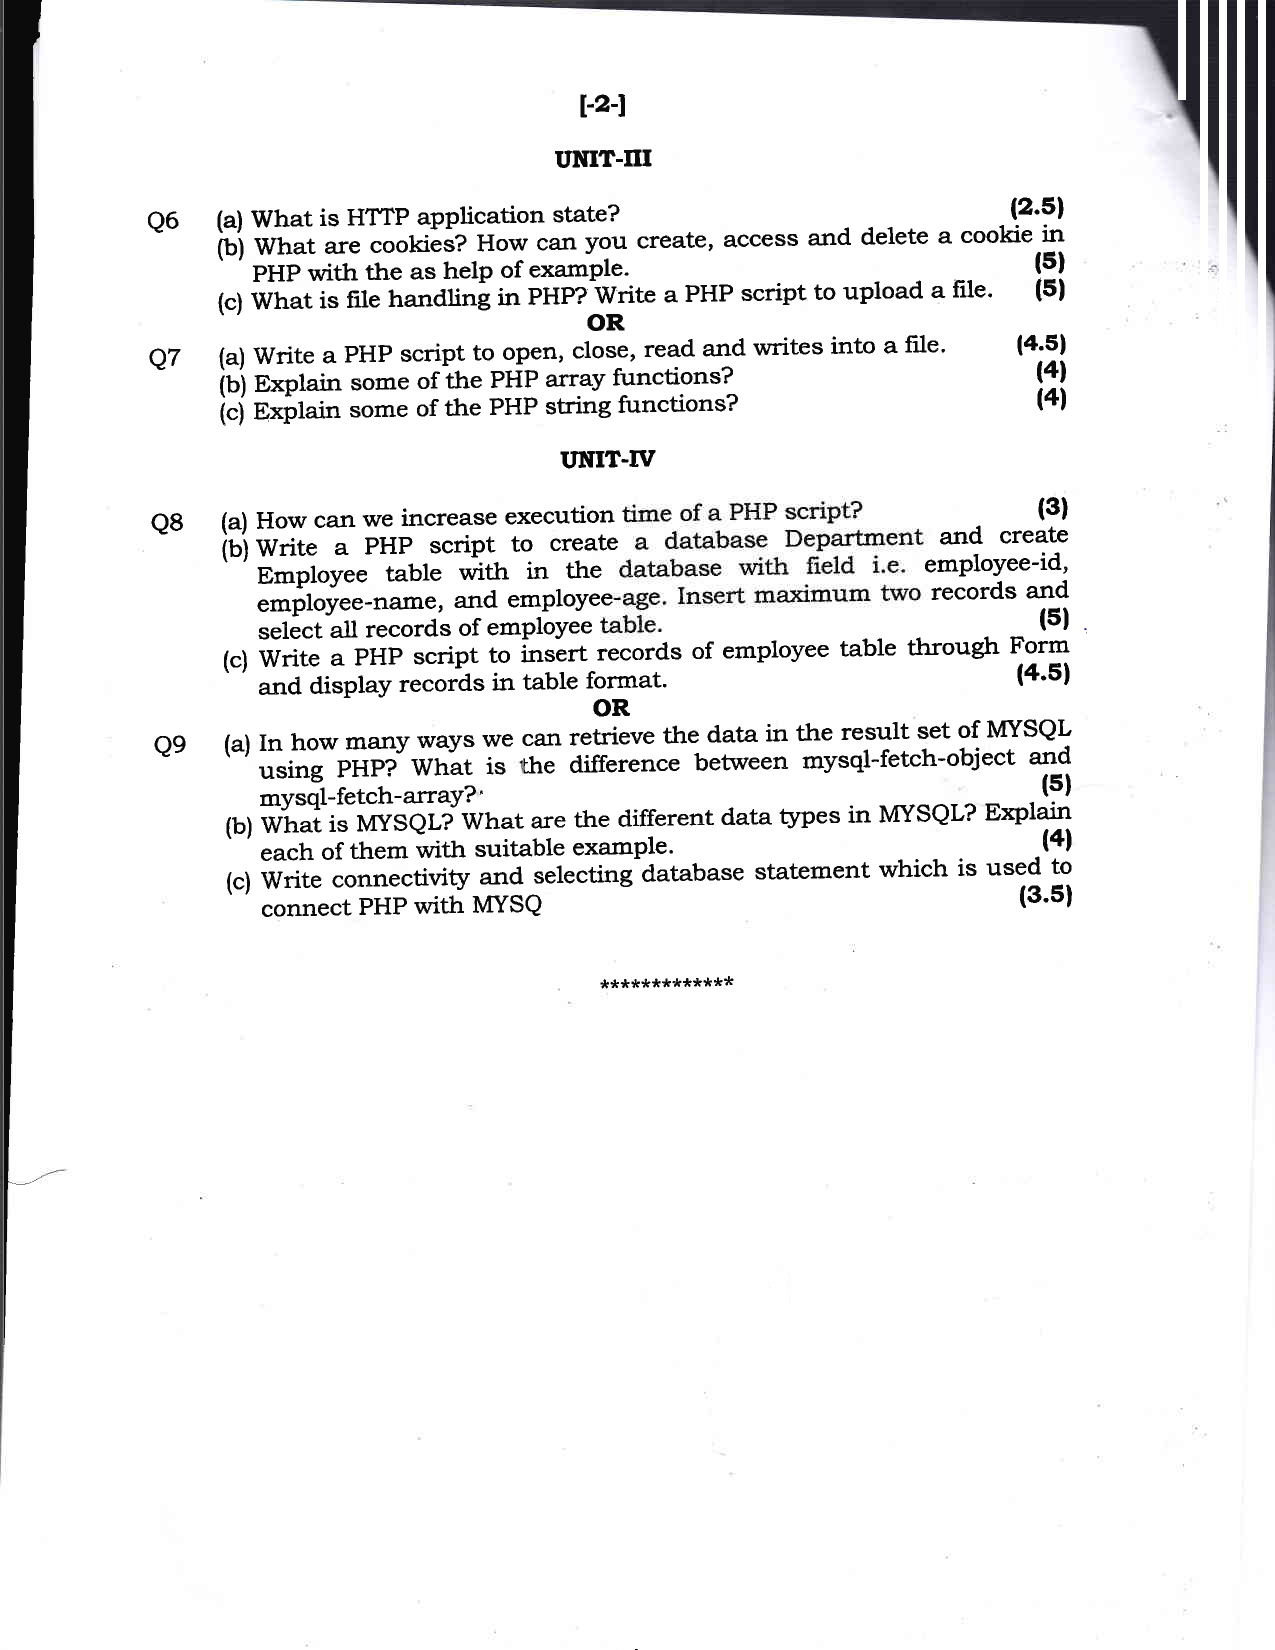 [-2-]
UNIT-III
Q6 (a) What is HTTP application state? (2.5)
(b) What are cookies? How can you create, access and delete a cookie in
PHP with the as help of example. (5)
(c) What is file handling in PHP? Write a PHP script to upload a file. (5)
OR
Q7 (a) Write a PHP script to open, close, read and writes into a file. (4.5)
(b) Explain some of the PHP array functions? (4)
(c) Explain some of the PHP string functions? (4)
UNIT-IV
Q8 (a) How can we increase execution time of a PHP script? (3)
(b) Write a PHP script to create a database Department and create
Employee table with in the database with field i.e. employee-id,
employee-name, and employee-age. Insert maximum two records and
select all records of employee table. (5)
(c) Write a PHP script to insert records of employee table through Form
and display records in table format. (4.5)
OR
Q9 (a) In how many ways we can retrieve the data in the result set of MYSQL
using PHP? What is the difference between mysql-fetch-object and
mysql-fetch-array? (5)
(b) What is MYSQL? What are the different data types in MYSQL? Explain
each of them with suitable example. (4)
(c) Write connectivity and selecting database statement which is used to
connect PHP with MYSQ (3.5)
*************